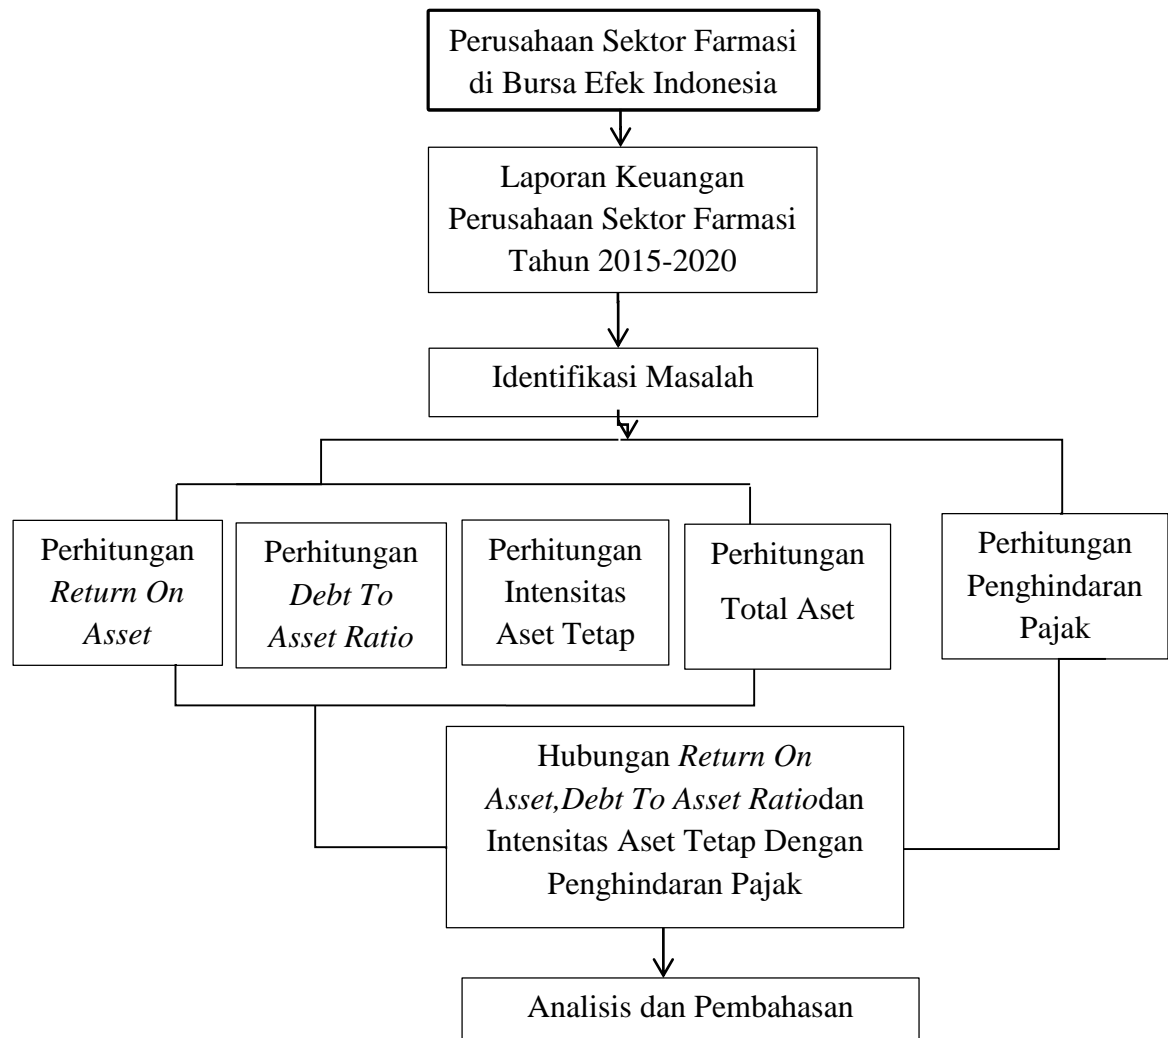 Perusahaan Sektor Farmasi
di Bursa Efek Indonesia
Laporan Keuangan
Perusahaan Sektor Farmasi
Tahun 2015-2020
Identifikasi Masalah
Perhitungan
Return On
Asset
Perhitungan
Debt To
Asset Ratio
Perhitungan
Intensitas
Aset Tetap
Perhitungan
Total Aset
Perhitungan
Penghindaran
Pajak
Hubungan Return On
Asset,Debt To Asset Ratiodan
Intensitas Aset Tetap Dengan
Penghindaran Pajak
Analisis dan Pembahasan